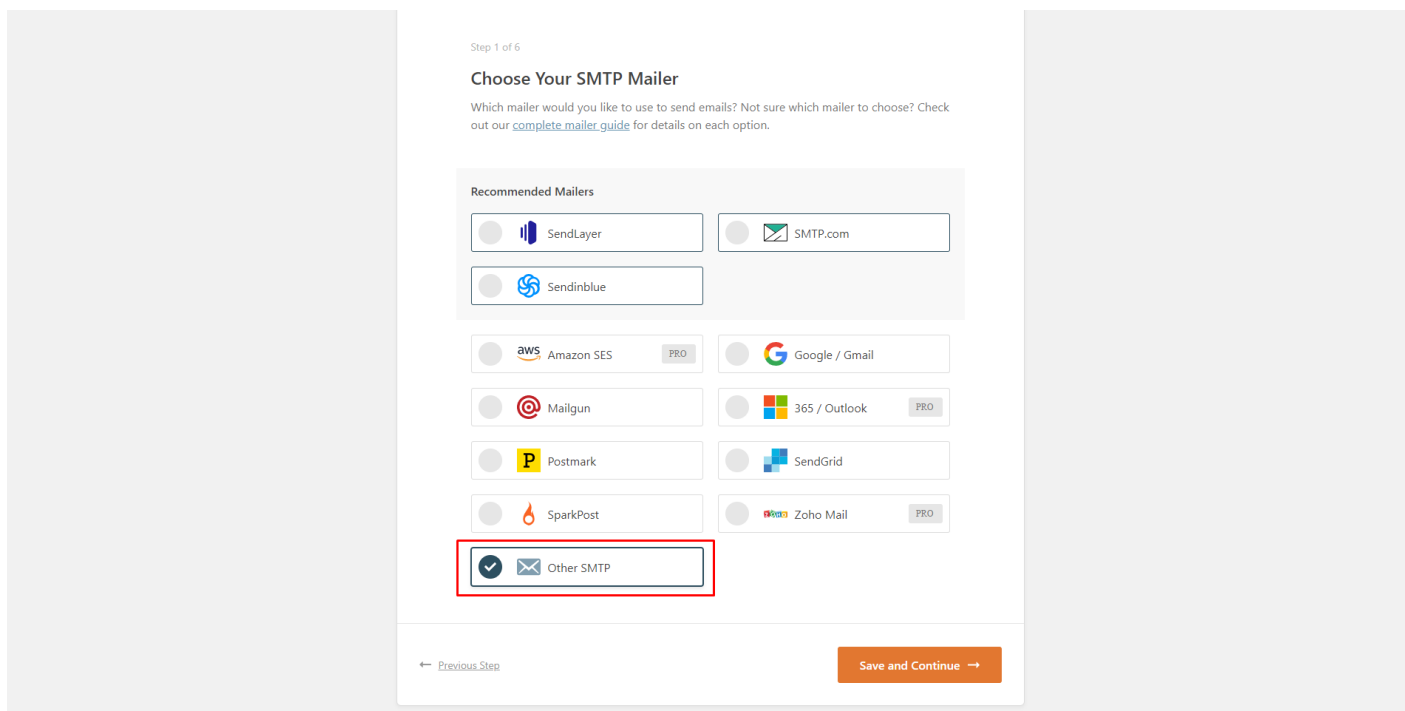 Step 1 of 6
Choose Your SMTP Mailer
Which mailer would you like to use to send emails? Not sure which mailer to choose? Check
out our complete mailer guide for details on each option.
Recommended Mailers
SendLayer
SMTP.com
Sendinblue
aws Amazon SES PRO
Google / Gmail
Mailgun
365 / Outlook PRO
P Postmark
SendGrid
SparkPost
ZOHO Zoho Mail PRO
Other SMTP
← Previous Step
Save and Continue →